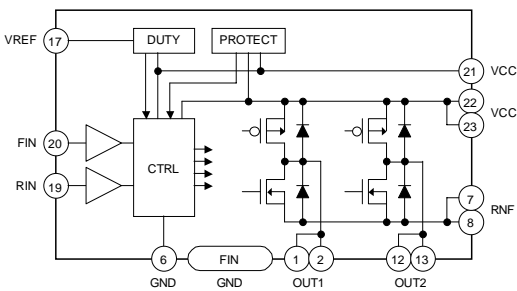 VREF 17 DUTY PROTECT
21 VCC
22 VCC
23
FIN 20
CTRL
RIN 19
7 RNF
8
6 FIN 1 2 12 13
GND GND OUT1 OUT2